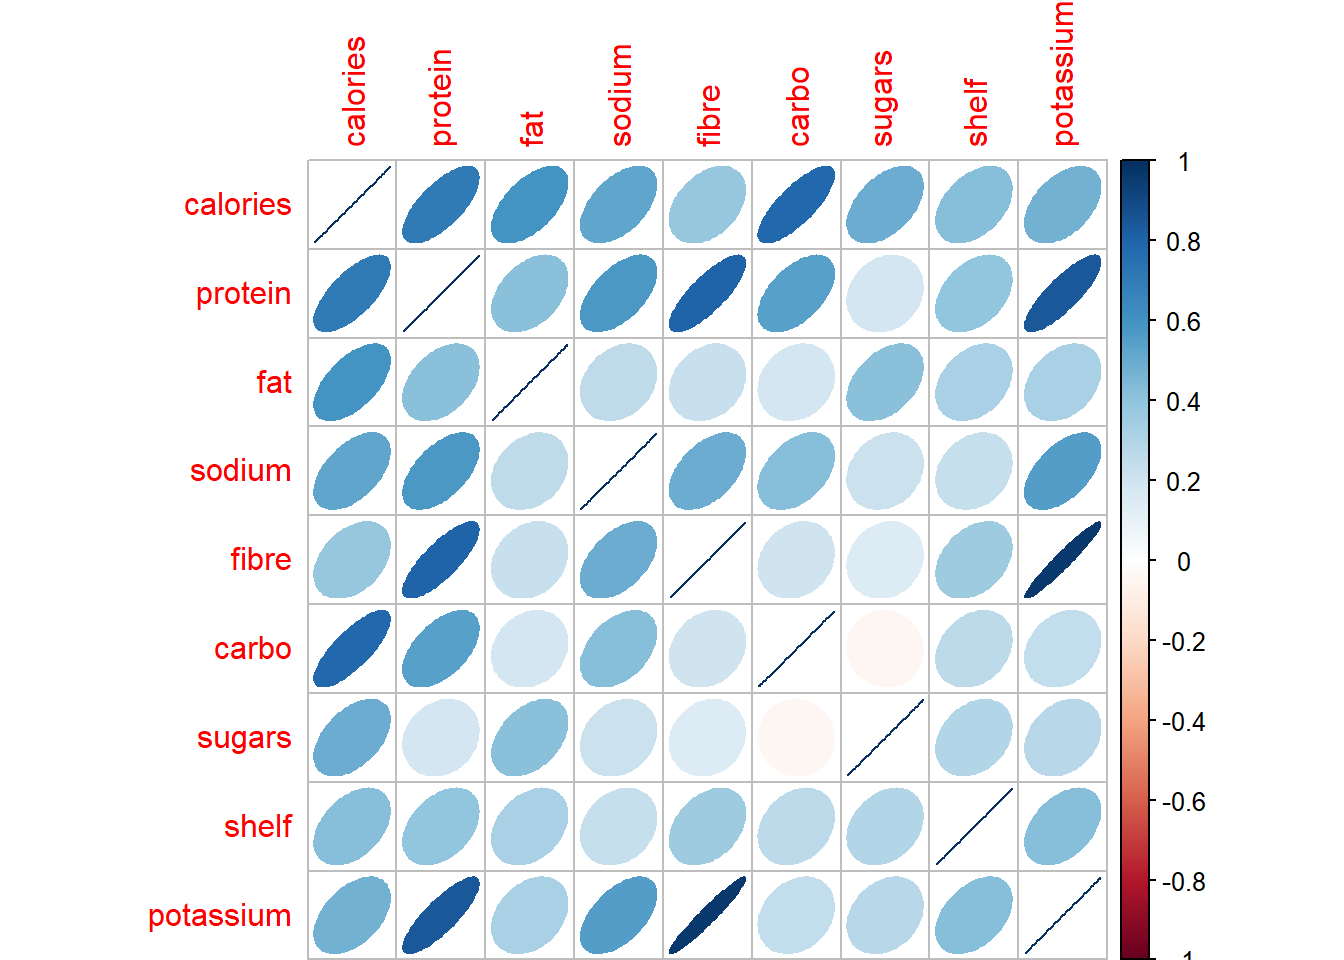 calories
protein
fat
sodium
fibre
carbo
sugars
shelf
potassium
calories
protein
fat
sodium
fibre
carbo
sugars
shelf
potassium
1
0.8
0.6
0.4
0.2
0
-0.2
-0.4
-0.6
-0.8
-1